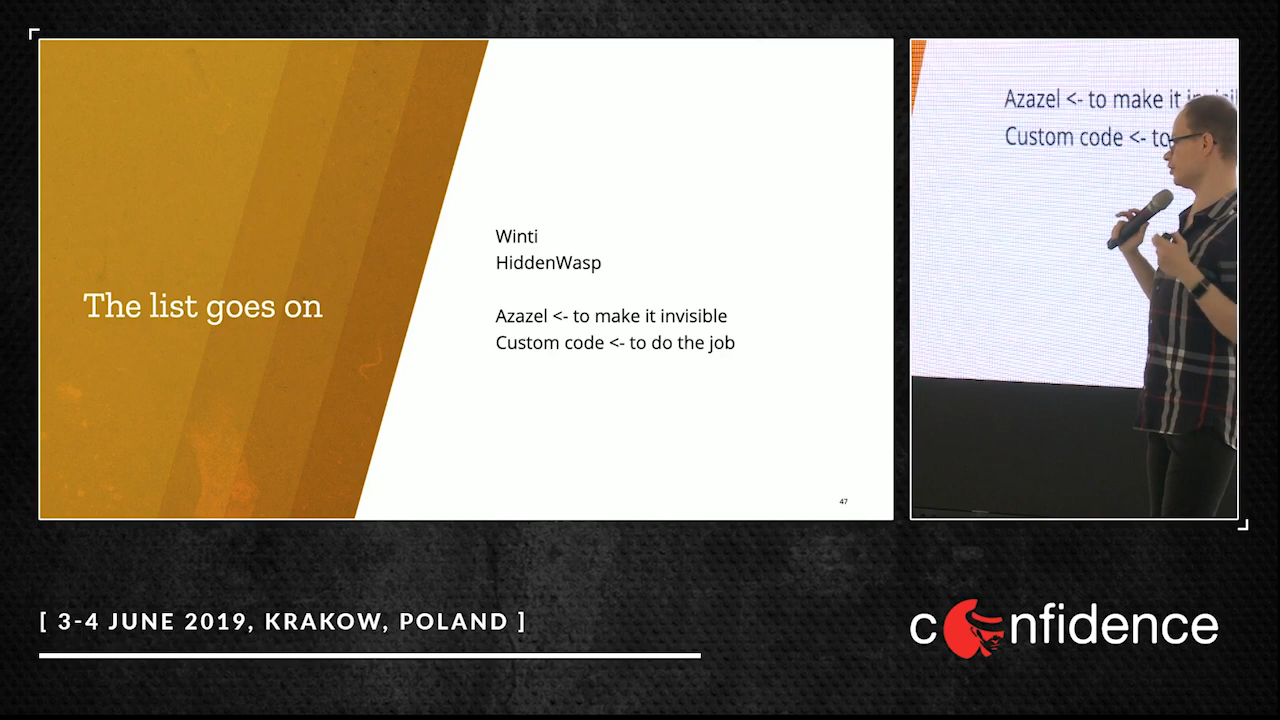 The list goes on
Winti
HiddenWasp
Azazel <- to make it invisible
Custom code <- to do the job
47
Azazel <- to make it
Custom code <- to
[ 3-4 JUNE 2019, KRAKOW, POLAND ]
confidence